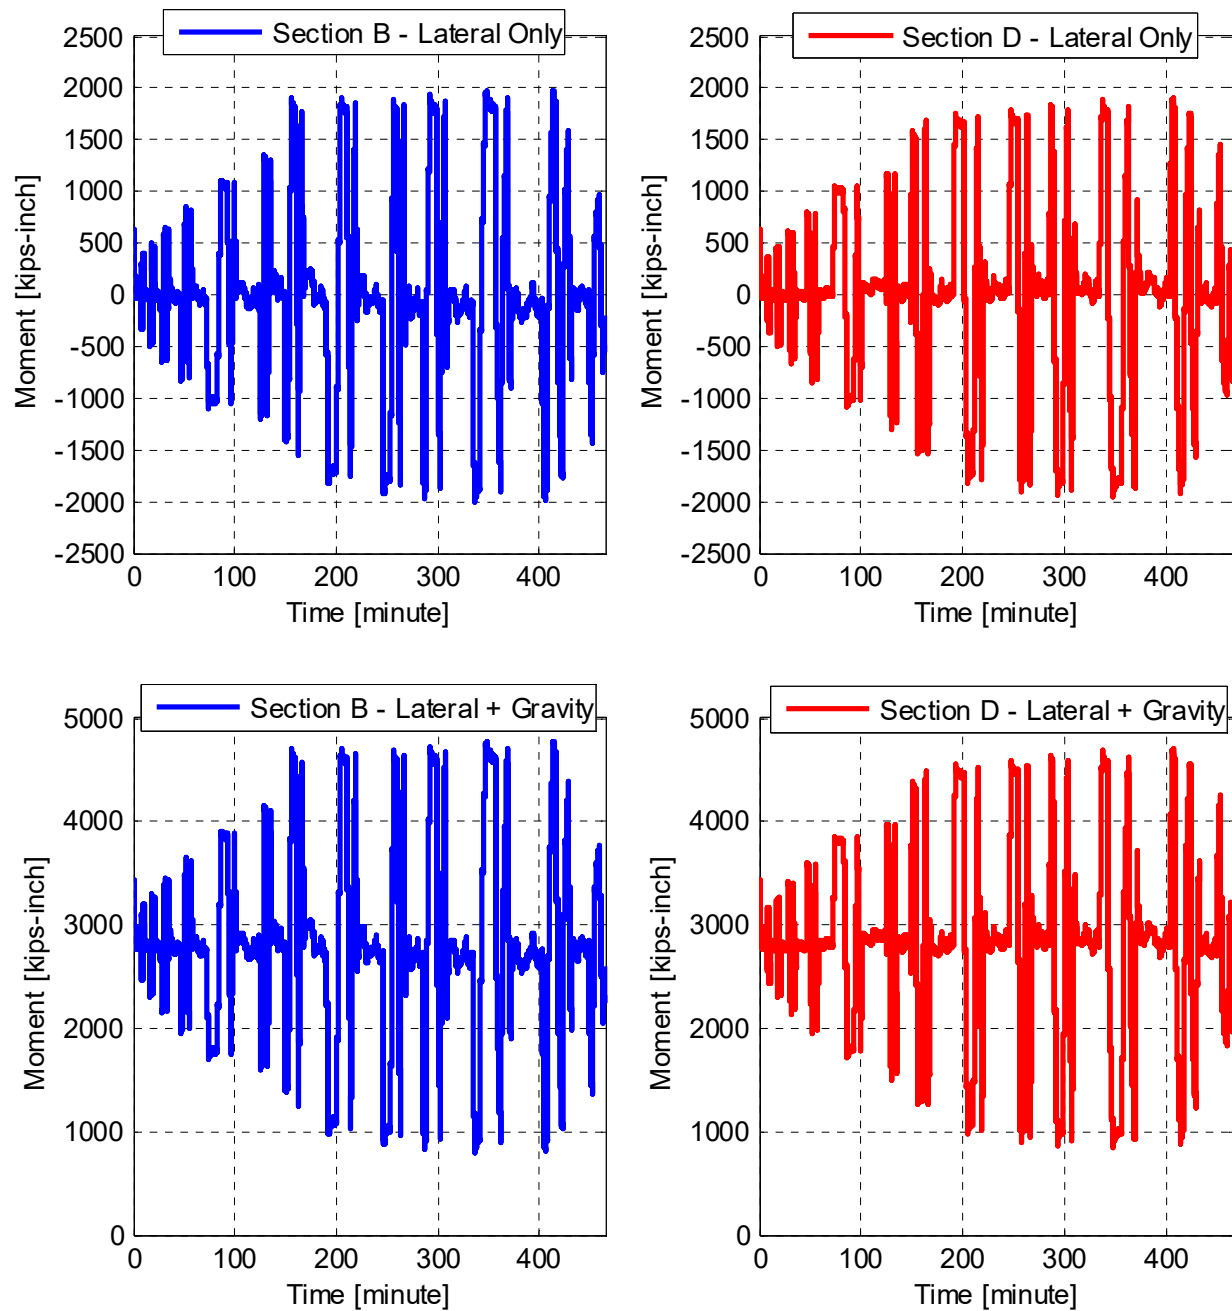 Section B - Lateral Only
2500
2000
1500
1000
500
0
-500
-1000
-1500
-2000
-2500
Moment [kips-inch]
0 100 200 300 400
Time [minute]
Section D - Lateral Only
2500
2000
1500
1000
500
0
-500
-1000
-1500
-2000
-2500
Moment [kips-inch]
0 100 200 300 400
Time [minute]
Section B - Lateral + Gravity
5000
4000
3000
2000
1000
0
Moment [kips-inch]
0 100 200 300 400
Time [minute]
Section D - Lateral + Gravity
5000
4000
3000
2000
1000
0
Moment [kips-inch]
0 100 200 300 400
Time [minute]